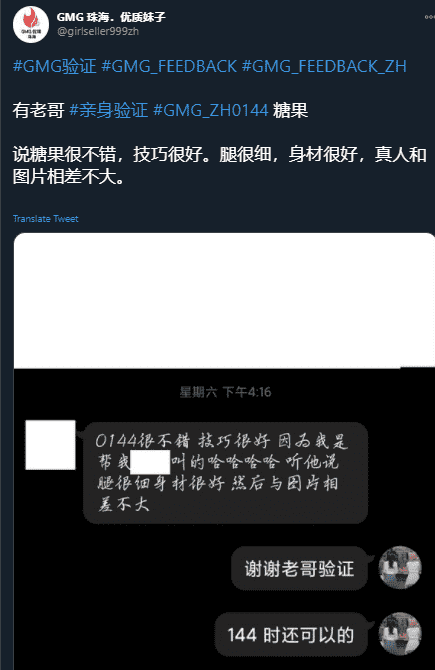 GMG 珠海．优质妹子
@girlseller999zh
#GMG验证 #GMG_FEEDBACK #GMG_FEEDBACK_ZH
有老哥 #亲身验证 #GMG_ZH0144 糖果
说糖果很不错，技巧很好。腿很细，身材很好，真人和
图片相差不大。
Translate Tweet
星期六 下午4:16
0144很不错 技巧很好 因为我是
帮我 叫的哈哈哈哈 听他说
腿很细身材很好 然后与图片相
差不大
谢谢老哥验证
144 时还可以的